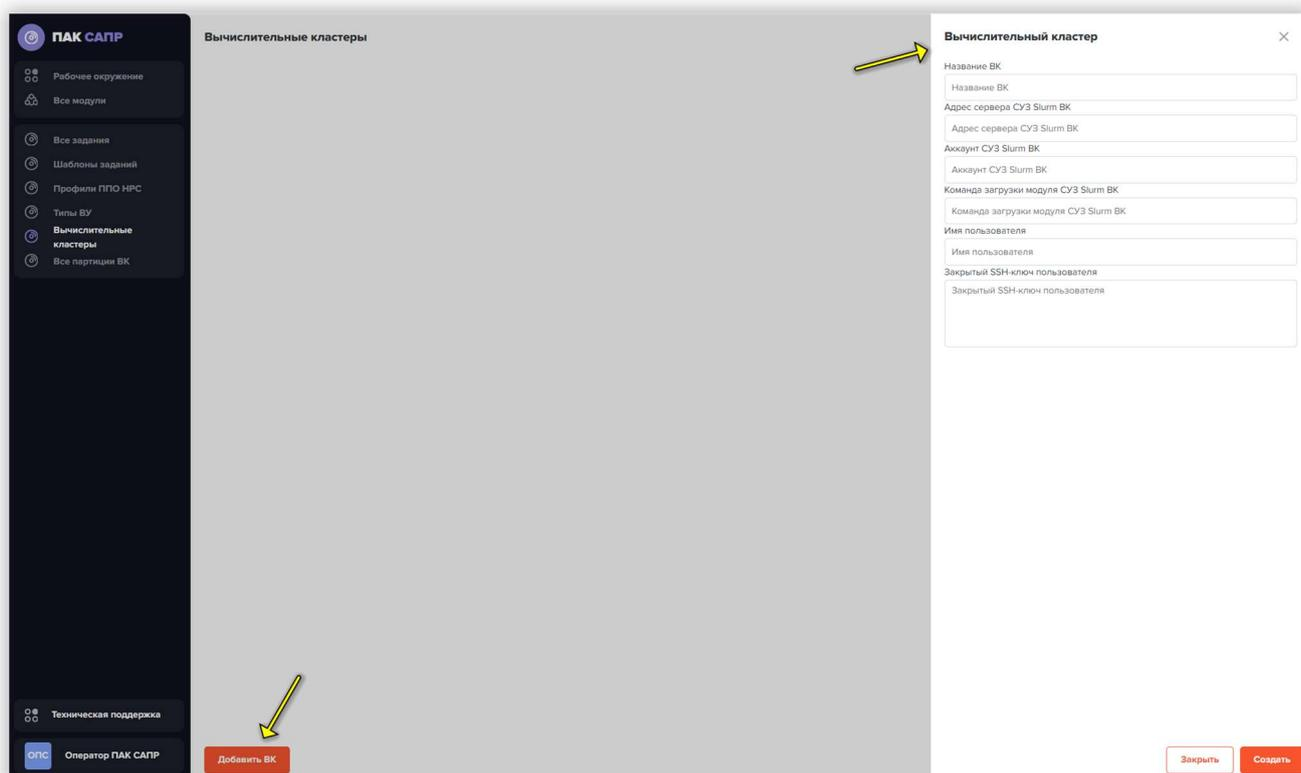 ПАК САПР
Рабочее окружение
Все модули
Все задания
Шаблоны заданий
Профили ППО HPC
Типы ВУ
Вычислительные
кластеры
Все партиции ВК
Техническая поддержка
ОПС
Оператор ПАК САПР
Вычислительные кластеры
Добавить ВК
Вычислительный кластер
Название ВК
Название ВК
Адрес сервера СУЗ Slurm ВК
Адрес сервера СУЗ Slurm ВК
Аккаунт СУЗ Slurm ВК
Аккаунт СУЗ Slurm ВК
Команда загрузки модуля СУЗ Slurm ВК
Команда загрузки модуля СУЗ Slurm ВК
Имя пользователя
Имя пользователя
Закрытый SSH-ключ пользователя
Закрытый SSH-ключ пользователя
Закрыть
Создать